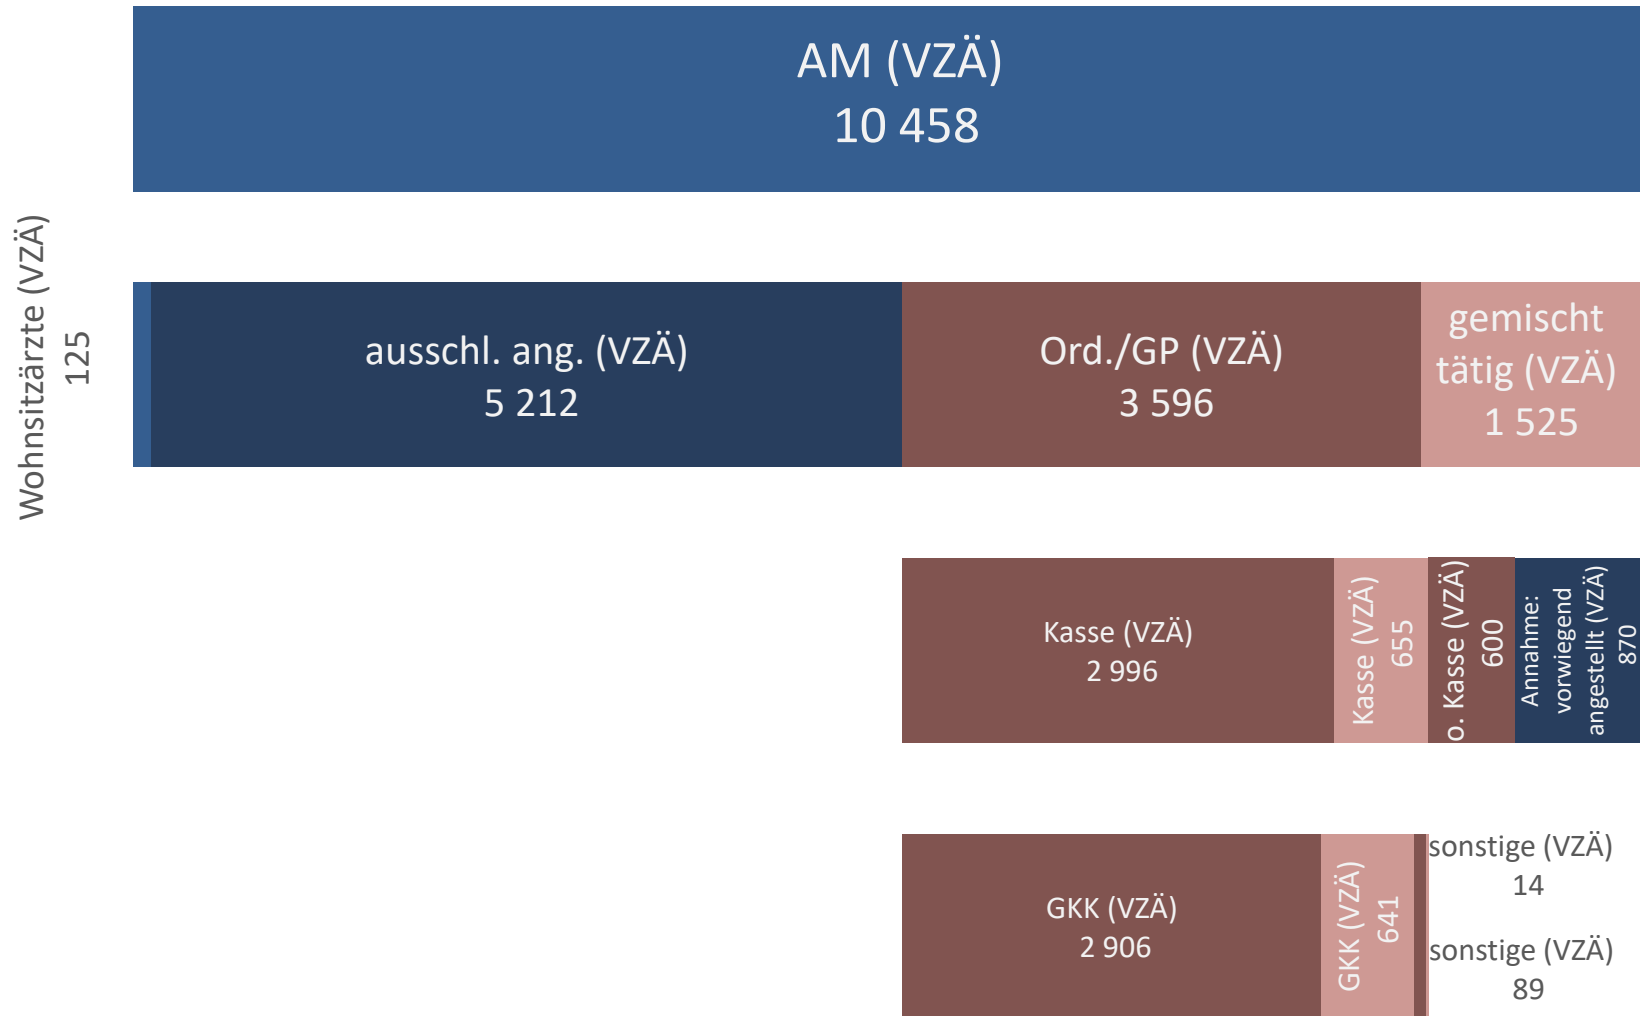 AM (VZÄ)
10 458
Wohnsitzärzte (VZÄ)
125
ausschl. ang. (VZÄ)
5 212
Ord./GP (VZÄ)
3 596
gemischt
tätig (VZÄ)
1 525
Kasse (VZÄ)
2 996
Kasse (VZÄ)
655
o. Kasse (VZÄ)
600
Annahme:
vorwiegend
angestellt (VZÄ)
870
GKK (VZÄ)
2 906
GKK (VZÄ)
641
sonstige (VZÄ)
14
sonstige (VZÄ)
89